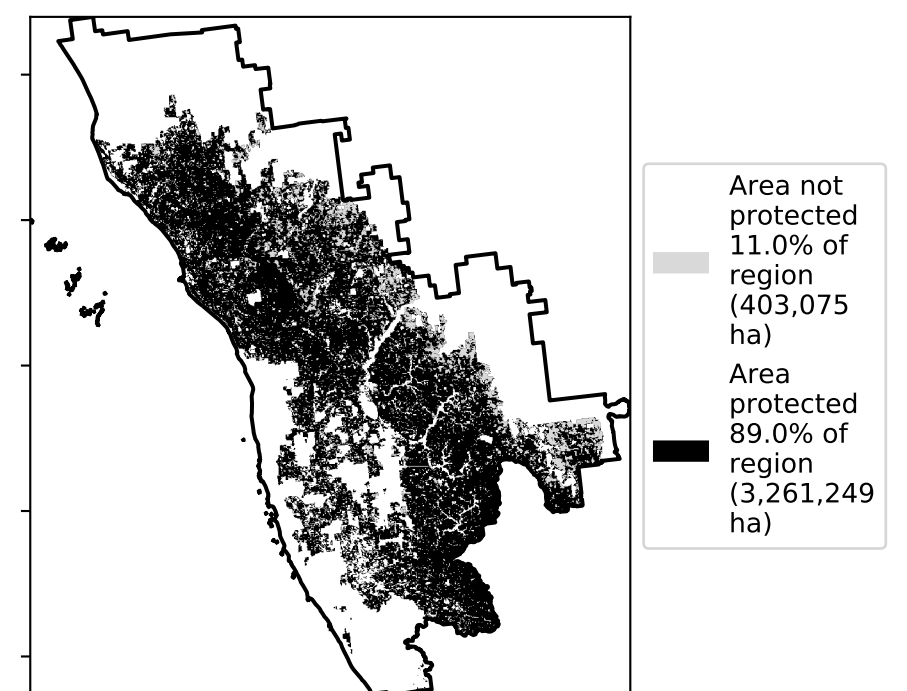 Area not
protected
11.0% of
region
(403,075
ha)
Area
protected
89.0% of
region
(3,261,249
ha)